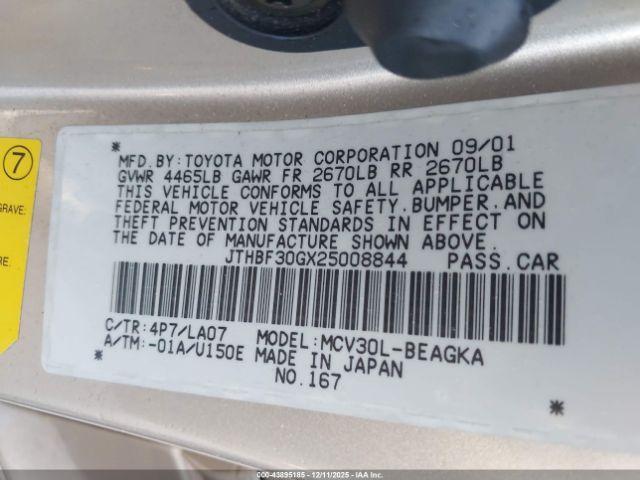 *
MFD.BY:TOYOTA MOTOR CORPORATION 09/01
GVWR 4465LB GAWR FR 2670LB RR 2670LB
THIS VEHICLE CONFORMS TO ALL APPLICABLE
FEDERAL MOTOR VEHICLE SAFETY,BUMPER,AND
THEFT PREVENTION STANDARDS IN EFFECT ON
THE DATE OF MANUFACTURE SHOWN ABOVE.
JTHBF30GX25008844 PASS.CAR
C/TR:4P7/LA07 MODEL:MCV30L-BEAGKA
A/TM:-01A/U150E MADE IN JAPAN
* NO.167 *
7
GRAVE.
RE.
©43895185 - 12/11/2025 - IAAI.COM